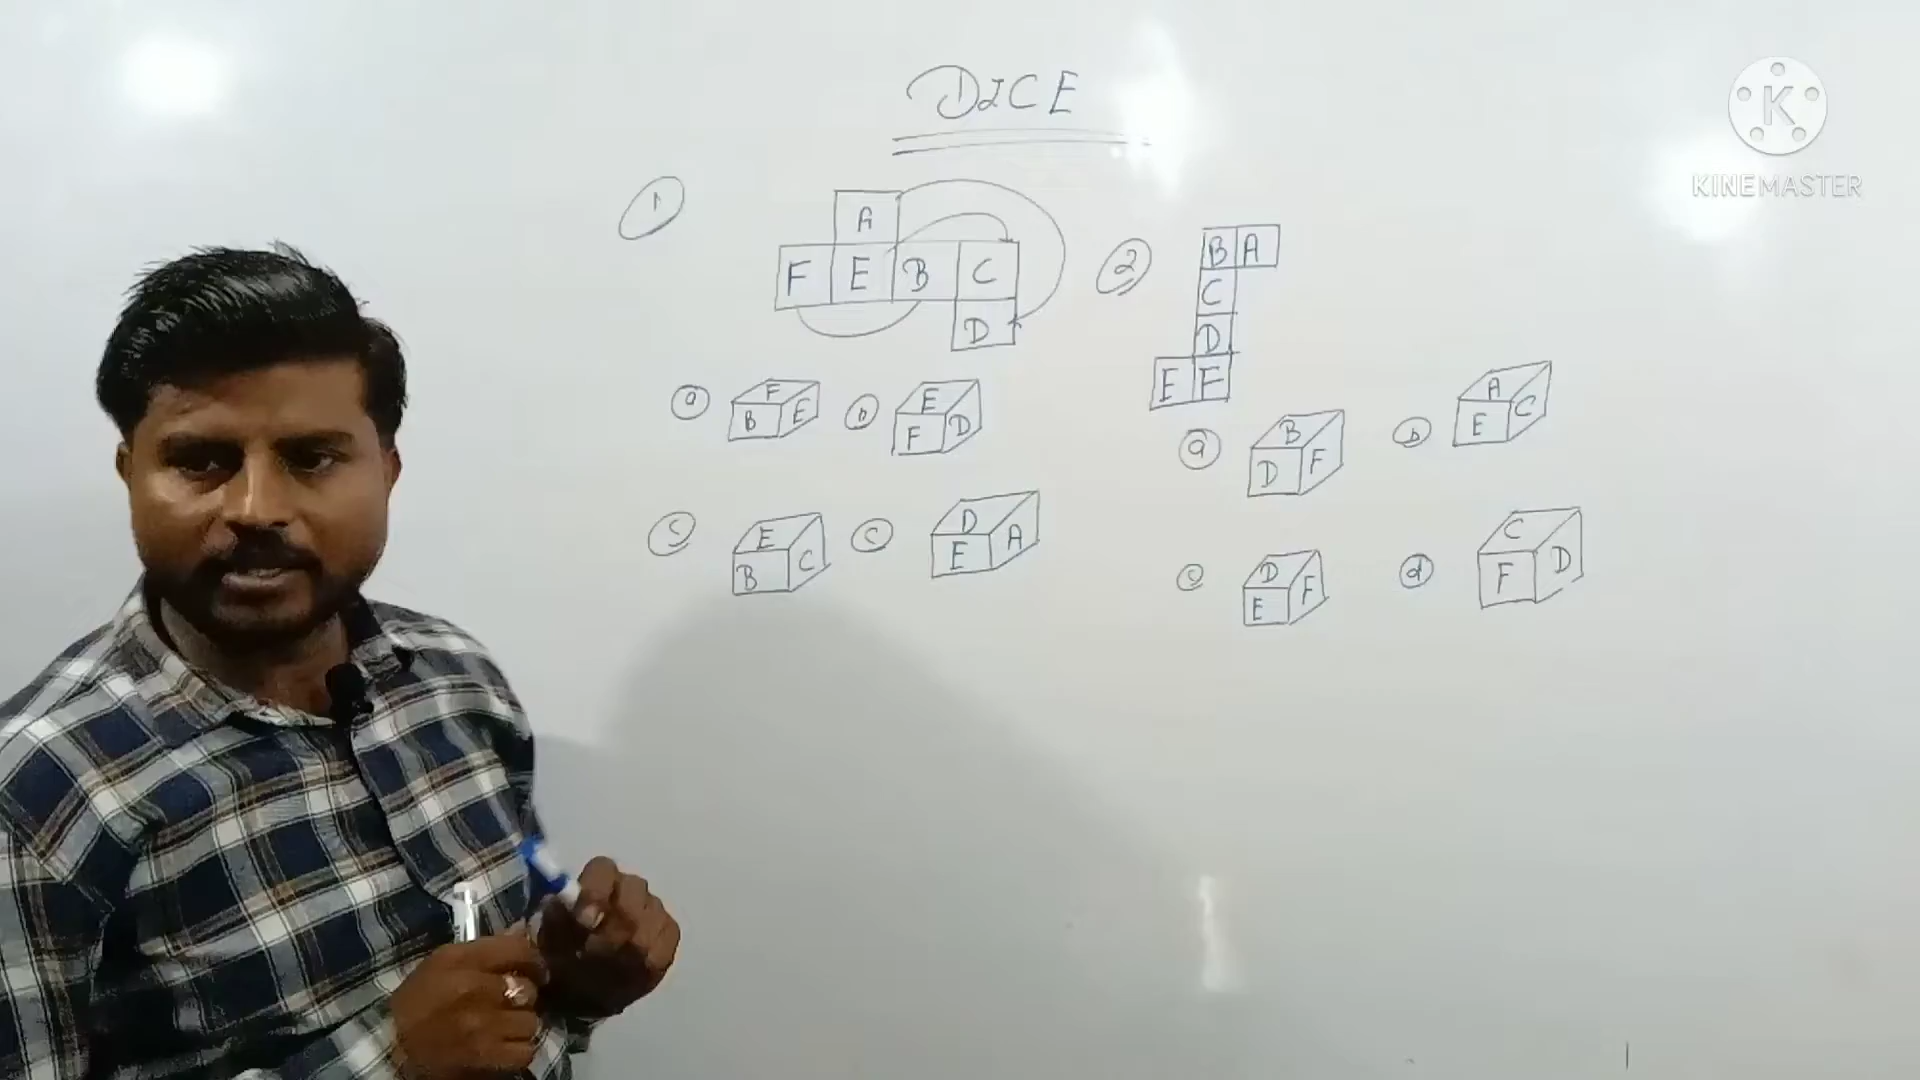 DICE
1
A
F E B C
D
2
B A
C
D
E F
a F B E
b E F D
c E B C
c D E A
a B D F
b A E C
c D E F
d C F D
K
KINEMASTER